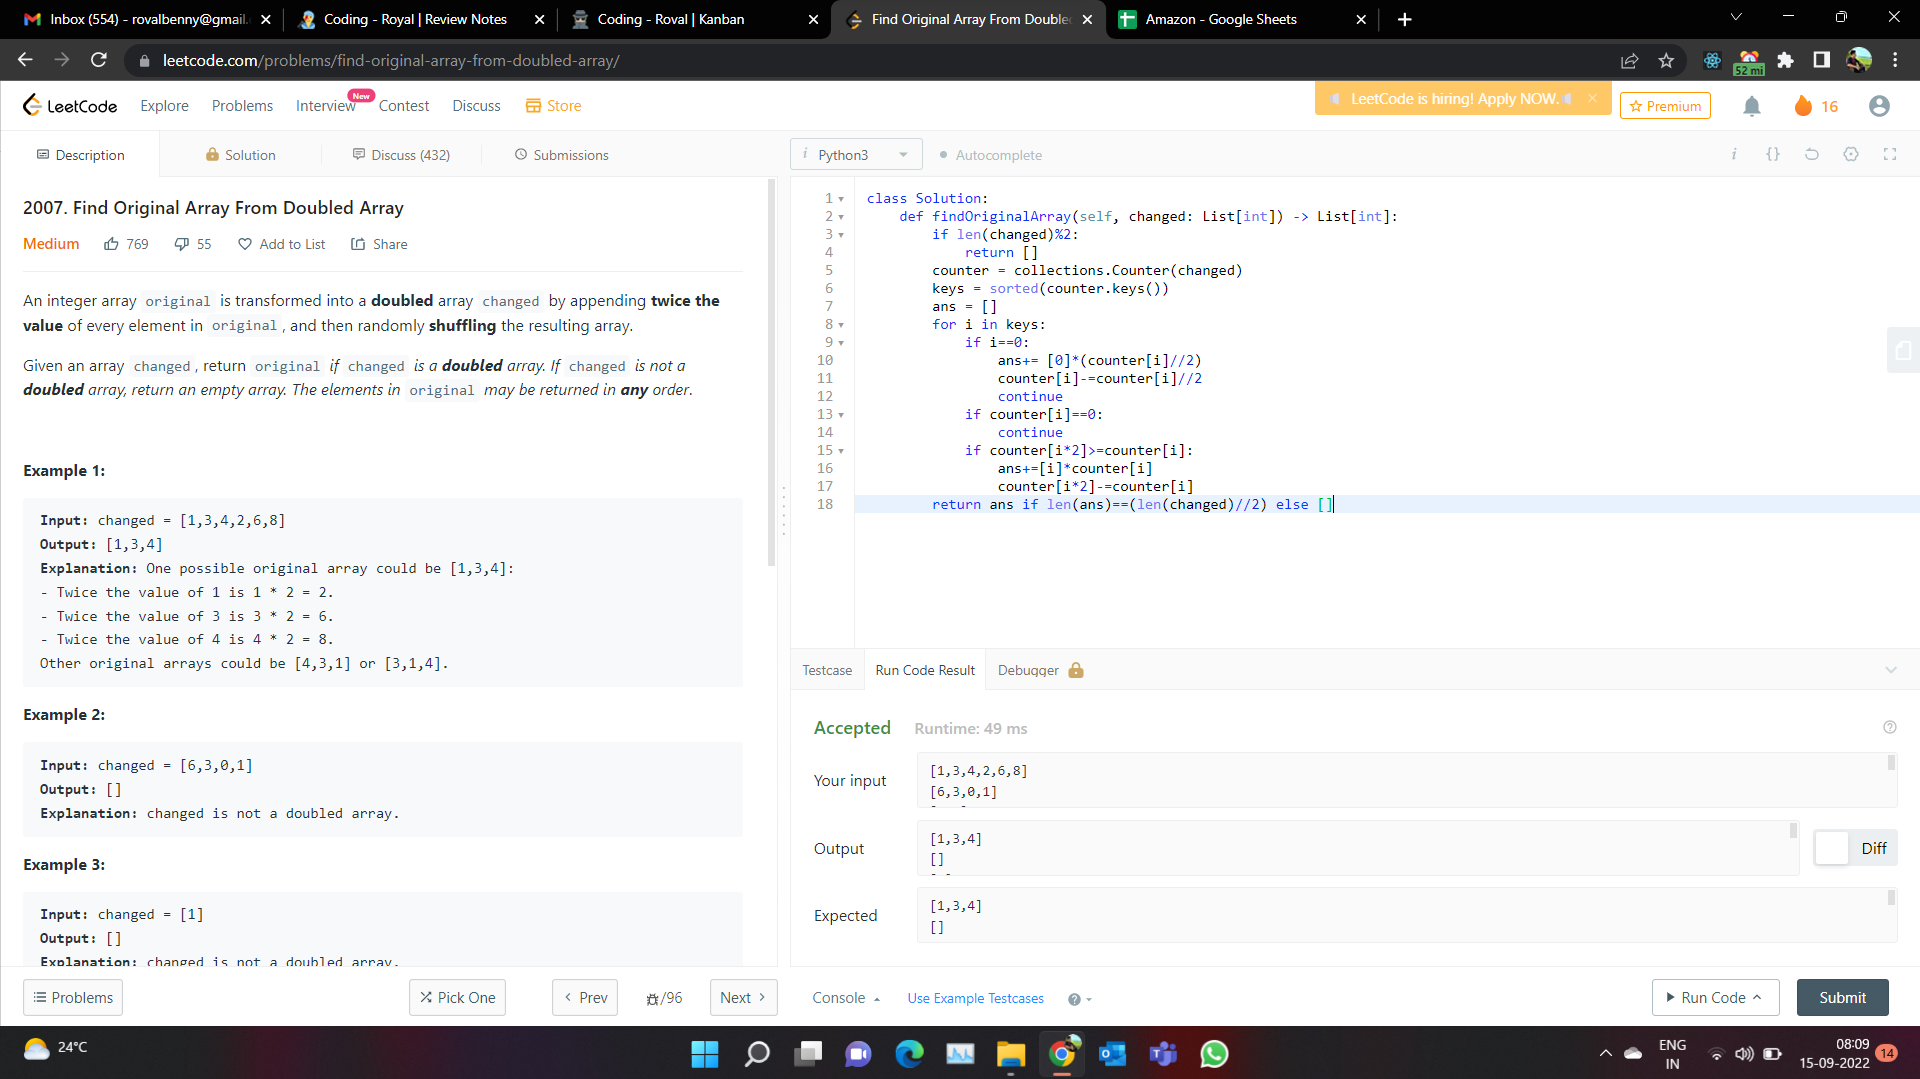 Inbox (554) - rovalbenny@gmail.
Coding - Royal | Review Notes
Coding - Roval | Kanban
Find Original Array From Double
Amazon - Google Sheets
leetcode.com/problems/find-original-array-from-doubled-array/
52 mi
LeetCode
Explore
Problems
Interview
New
Contest
Discuss
Store
LeetCode is hiring! Apply NOW.
Premium
16
Description
Solution
Discuss (432)
Submissions
i Python3
Autocomplete
i {}
2007. Find Original Array From Doubled Array
Medium 769 55 Add to List Share
An integer array original is transformed into a doubled array changed by appending twice the
value of every element in original, and then randomly shuffling the resulting array.
Given an array changed, return original if changed is a doubled array. If changed is not a
doubled array, return an empty array. The elements in original may be returned in any order.
Example 1:
Input: changed = [1,3,4,2,6,8]
Output: [1,3,4]
Explanation: One possible original array could be [1,3,4]:
- Twice the value of 1 is 1 * 2 = 2.
- Twice the value of 3 is 3 * 2 = 6.
- Twice the value of 4 is 4 * 2 = 8.
Other original arrays could be [4,3,1] or [3,1,4].
Example 2:
Input: changed = [6,3,0,1]
Output: []
Explanation: changed is not a doubled array.
Example 3:
Input: changed = [1]
Output: []
Explanation: changed is not a doubled array.
1 class Solution:
2 def findOriginalArray(self, changed: List[int]) -> List[int]:
3 if len(changed)%2:
4 return []
5 counter = collections.Counter(changed)
6 keys = sorted(counter.keys())
7 ans = []
8 for i in keys:
9 if i==0:
10 ans+= [0]*(counter[i]//2)
11 counter[i]-=counter[i]//2
12 continue
13 if counter[i]==0:
14 continue
15 if counter[i*2]>=counter[i]:
16 ans+=[i]*counter[i]
17 counter[i*2]-=counter[i]
18 return ans if len(ans)==(len(changed)//2) else []
Testcase
Run Code Result
Debugger
Accepted Runtime: 49 ms
Your input
[1,3,4,2,6,8]
[6,3,0,1]
Output
[1,3,4]
[]
Diff
Expected
[1,3,4]
[]
Problems
Pick One
Prev
/96
Next
Console
Use Example Testcases
Run Code
Submit
24°C
ENG
IN
08:09
15-09-2022
14